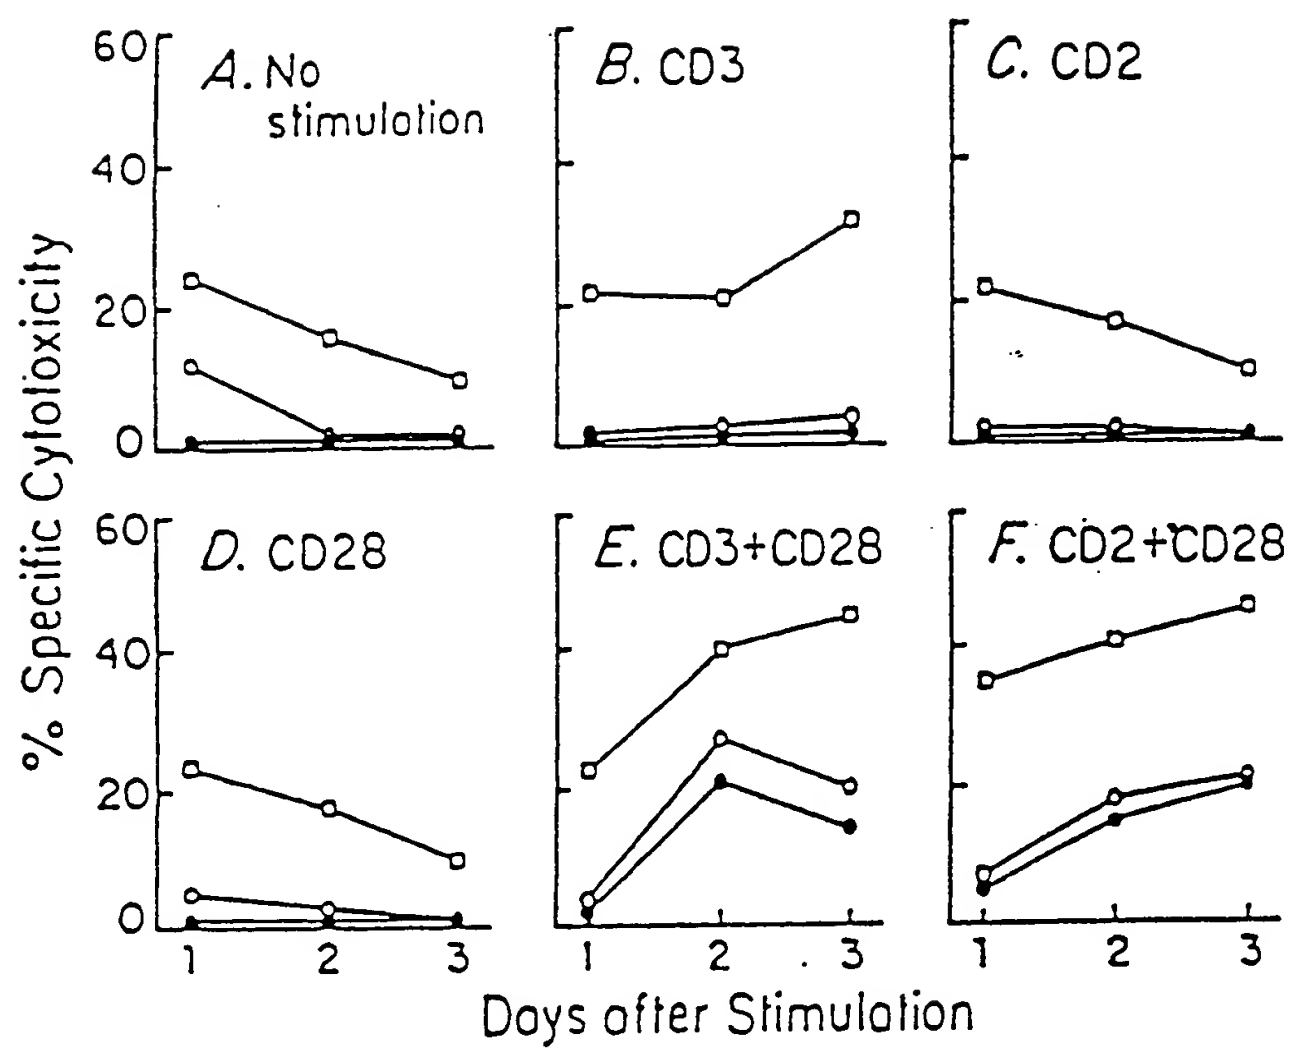 % Specific Cytotoxicity
A. No
stimulation
B. CD3
C. CD2
60
40
20
0
D. CD28
E. CD3+CD28
F. CD2+CD28
60
40
20
0
1 2 3
1 2 3
1 2 3
Days after Stimulation